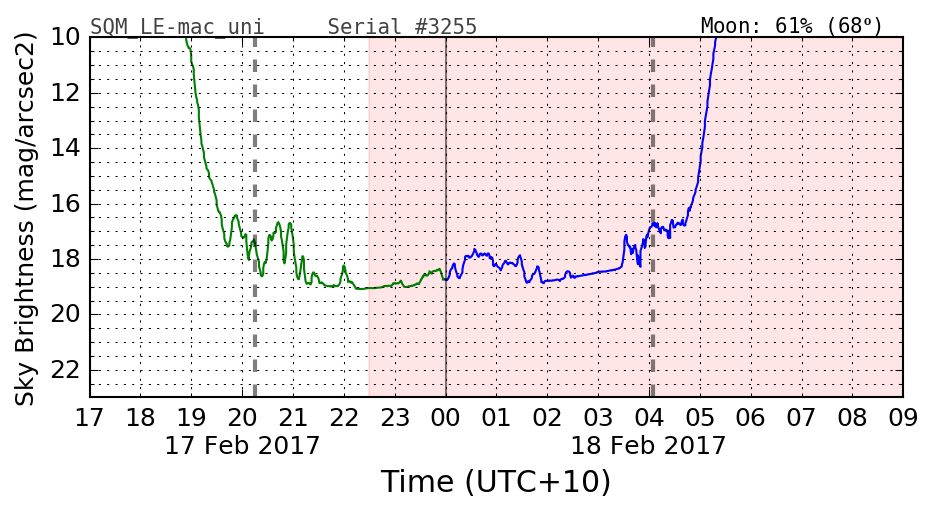 SQM_LE-mac_uni Serial #3255 Moon: 61% (68°)
Sky Brightness (mag/arcsec2)
10
12
14
16
18
20
22
17 18 19 20 21 22 23 00 01 02 03 04 05 06 07 08 09
17 Feb 2017 18 Feb 2017
Time (UTC+10)